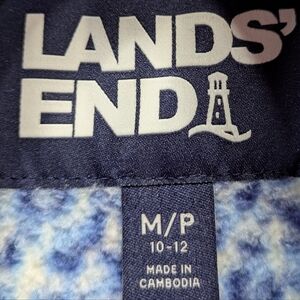 LANDS'
END
M/P
10-12
MADE IN
CAMBODIA